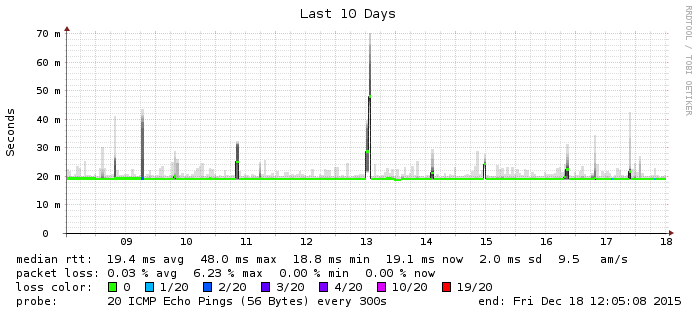 Last 10 Days
RRDTOOL / TOBI OETIKER
Seconds
70 m
60 m
50 m
40 m
30 m
20 m
10 m
0
09 10 11 12 13 14 15 16 17 18
median rtt: 19.4 ms avg 48.0 ms max 18.8 ms min 19.1 ms now 2.0 ms sd 9.5 am/s
packet loss: 0.03 % avg 6.23 % max 0.00 % min 0.00 % now
loss color: 0 1/20 2/20 3/20 4/20 10/20 19/20
probe: 20 ICMP Echo Pings (56 Bytes) every 300s end: Fri Dec 18 12:05:08 2015